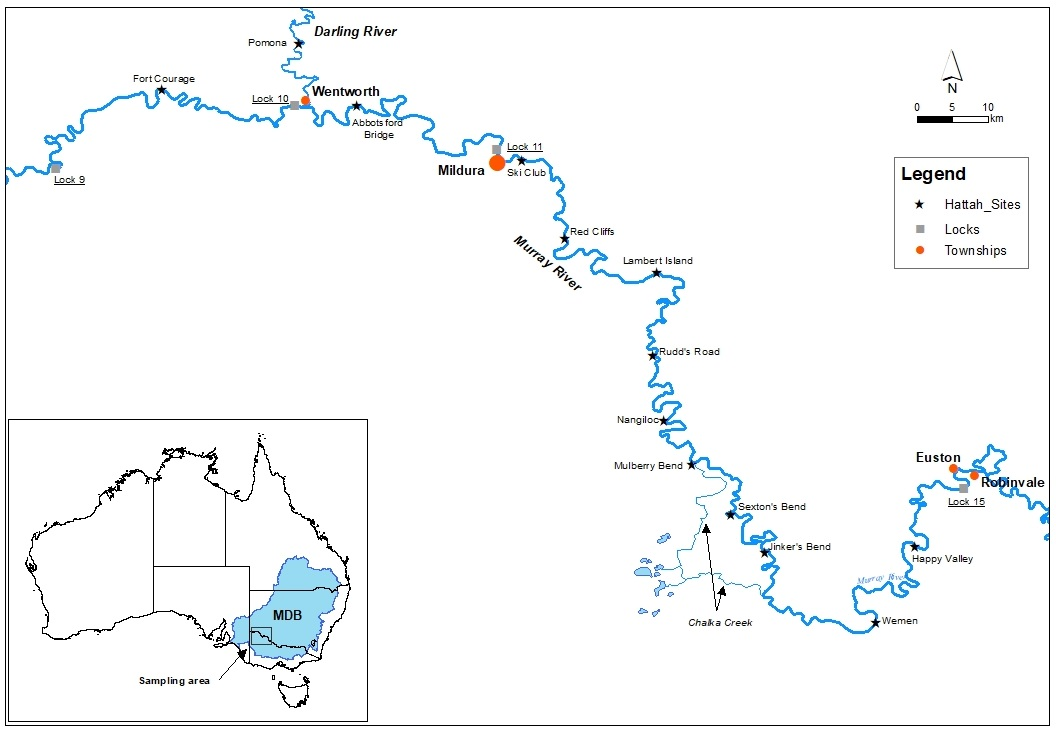 Darling River
Pomona
Fort Courage
Lock 10
Wentworth
Abbotsford
Bridge
Lock 9
Lock 11
Mildura
Ski Club
Red Cliffs
Murray River
Lambert Island
Rudd's Road
Nangiloc
Mulberry Bend
Sexton's Bend
Jinker's Bend
Chalka Creek
Euston
Robinvale
Lock 15
Happy Valley
Murray River
Wemen
N
0 5 10
km
Legend
Hattah_Sites
Locks
Townships
MDB
Sampling area